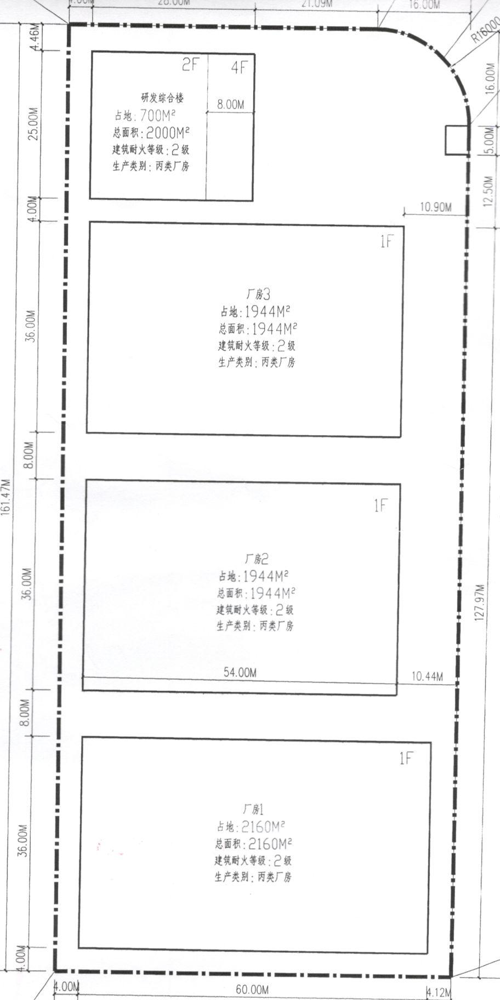 4.00M
28.00M
21.09M
16.00M
R16000
4.46M
2F
4F
16.00M
研发综合楼
8.00M
占地：700M²
25.00M
总面积：2000M²
5.00M
建筑耐火等级：2级
生产类别：丙类厂房
12.50M
4.00M
10.90M
1F
厂房3
占地：1944M²
36.00M
总面积：1944M²
建筑耐火等级：2级
生产类别：丙类厂房
8.00M
161.47M
1F
厂房2
占地：1944M²
36.00M
总面积：1944M²
127.97M
建筑耐火等级：2级
生产类别：丙类厂房
54.00M
10.44M
8.00M
1F
厂房1
占地：2160M²
36.00M
总面积：2160M²
建筑耐火等级：2级
生产类别：丙类厂房
4.00M
4.00M
60.00M
4.12M